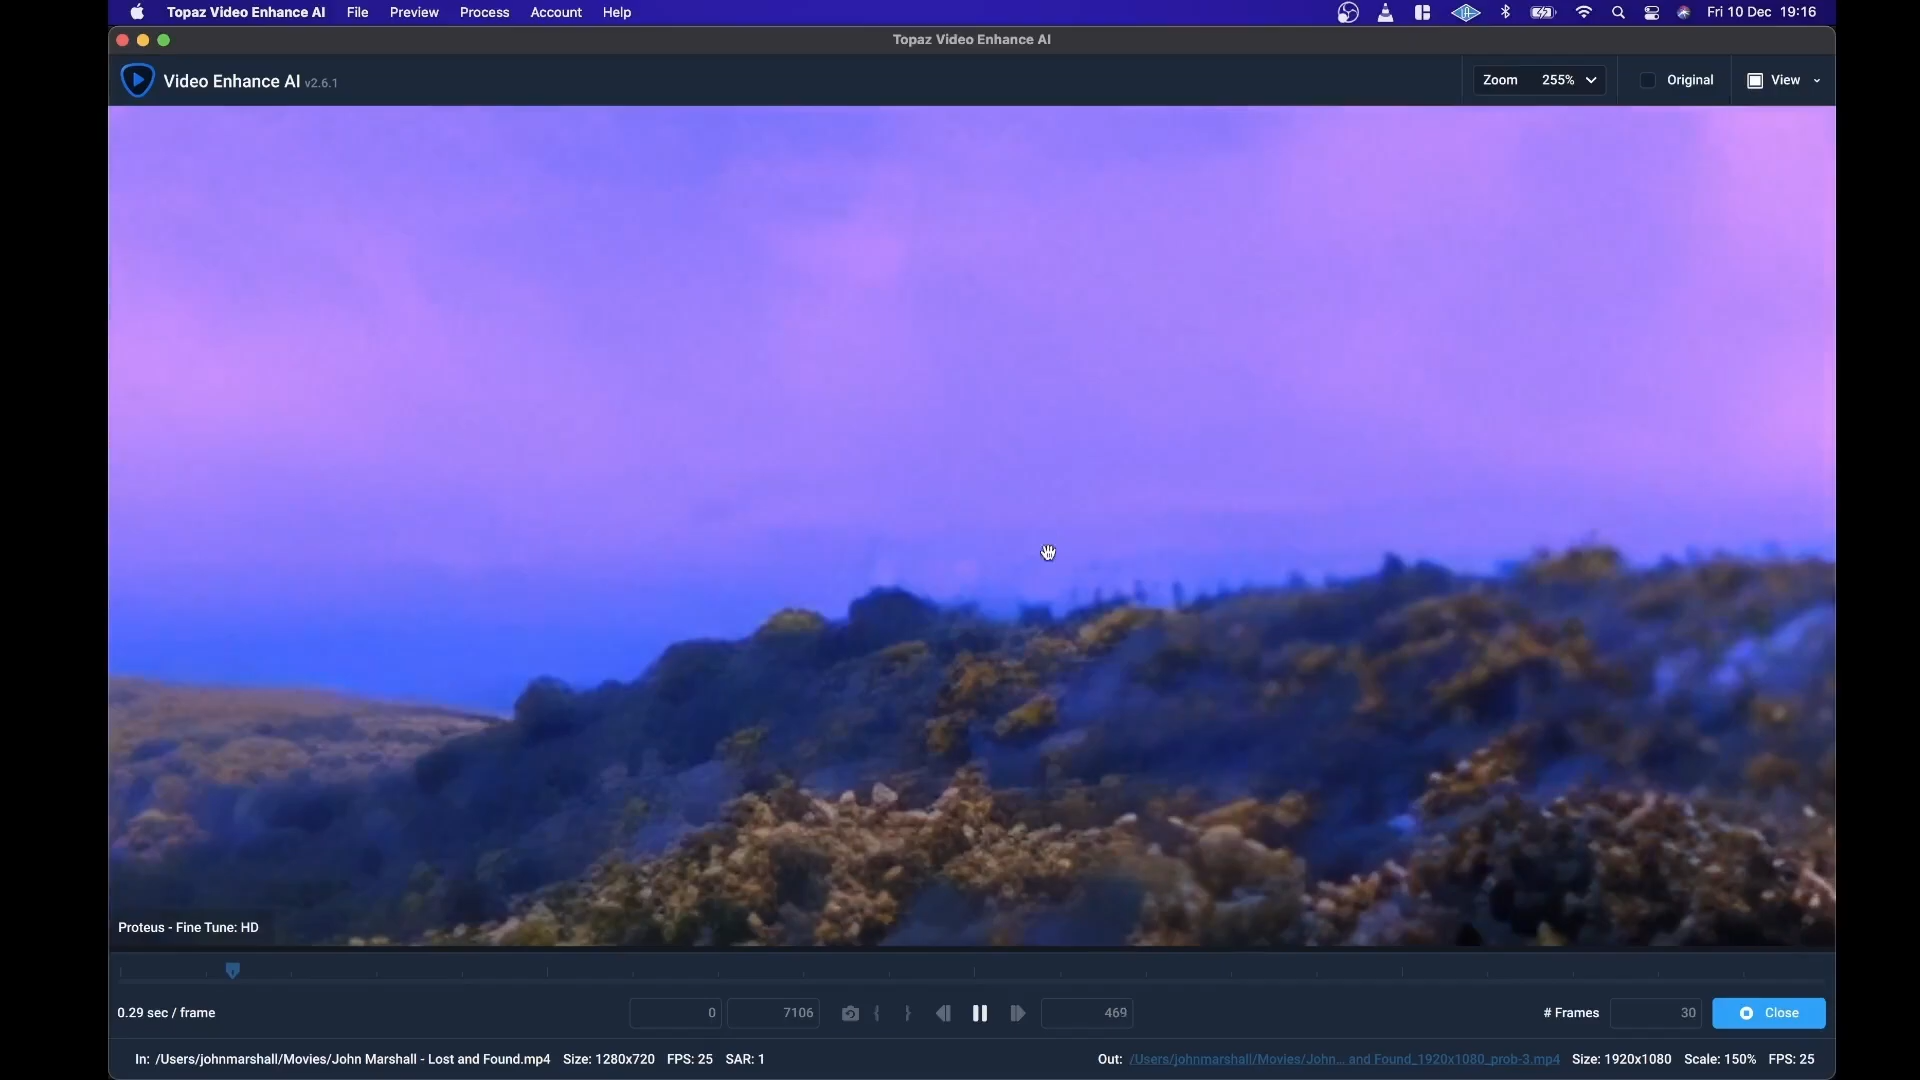 Topaz Video Enhance AI File Preview Process Account Help Fri 10 Dec 19:16
Topaz Video Enhance AI
Video Enhance AI v2.6.1 Zoom 255% Original View
Proteus - Fine Tune: HD
0.29 sec / frame 0 7106 { } 469 # Frames 30 Close
In: /Users/johnmarshall/Movies/John Marshall - Lost and Found.mp4 Size: 1280x720 FPS: 25 SAR: 1 Out: /Users/johnmarshall/Movies/John... and Found_1920x1080_prob-3.mp4 Size: 1920x1080 Scale: 150% FPS: 25